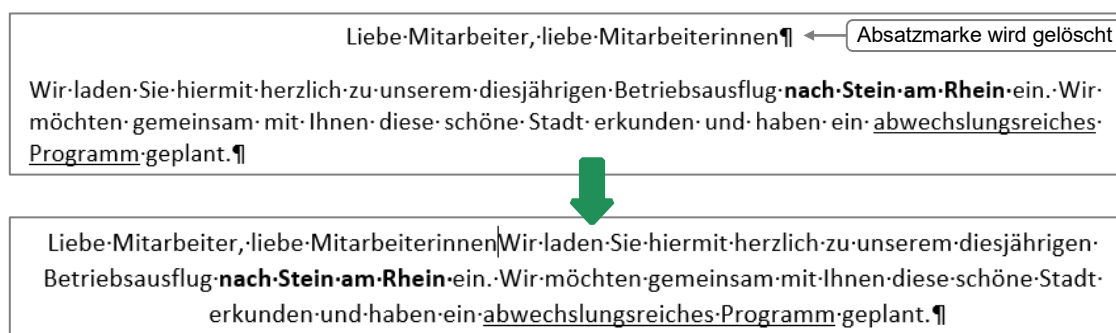 Liebe·Mitarbeiter,·liebe·Mitarbeiterinnen¶ Absatzmarke wird gelöscht
Wir·laden·Sie·hiermit·herzlich·zu·unserem·diesjährigen·Betriebsausflug·nach·Stein·am·Rhein·ein.·Wir·
möchten·gemeinsam·mit·Ihnen·diese·schöne·Stadt·erkunden·und·haben·ein·abwechslungsreiches·
Programm·geplant.¶
Liebe·Mitarbeiter,·liebe·MitarbeiterinnenWir·laden·Sie·hiermit·herzlich·zu·unserem·diesjährigen·
Betriebsausflug·nach·Stein·am·Rhein·ein.·Wir·möchten·gemeinsam·mit·Ihnen·diese·schöne·Stadt·
erkunden·und·haben·ein·abwechslungsreiches·Programm·geplant.¶